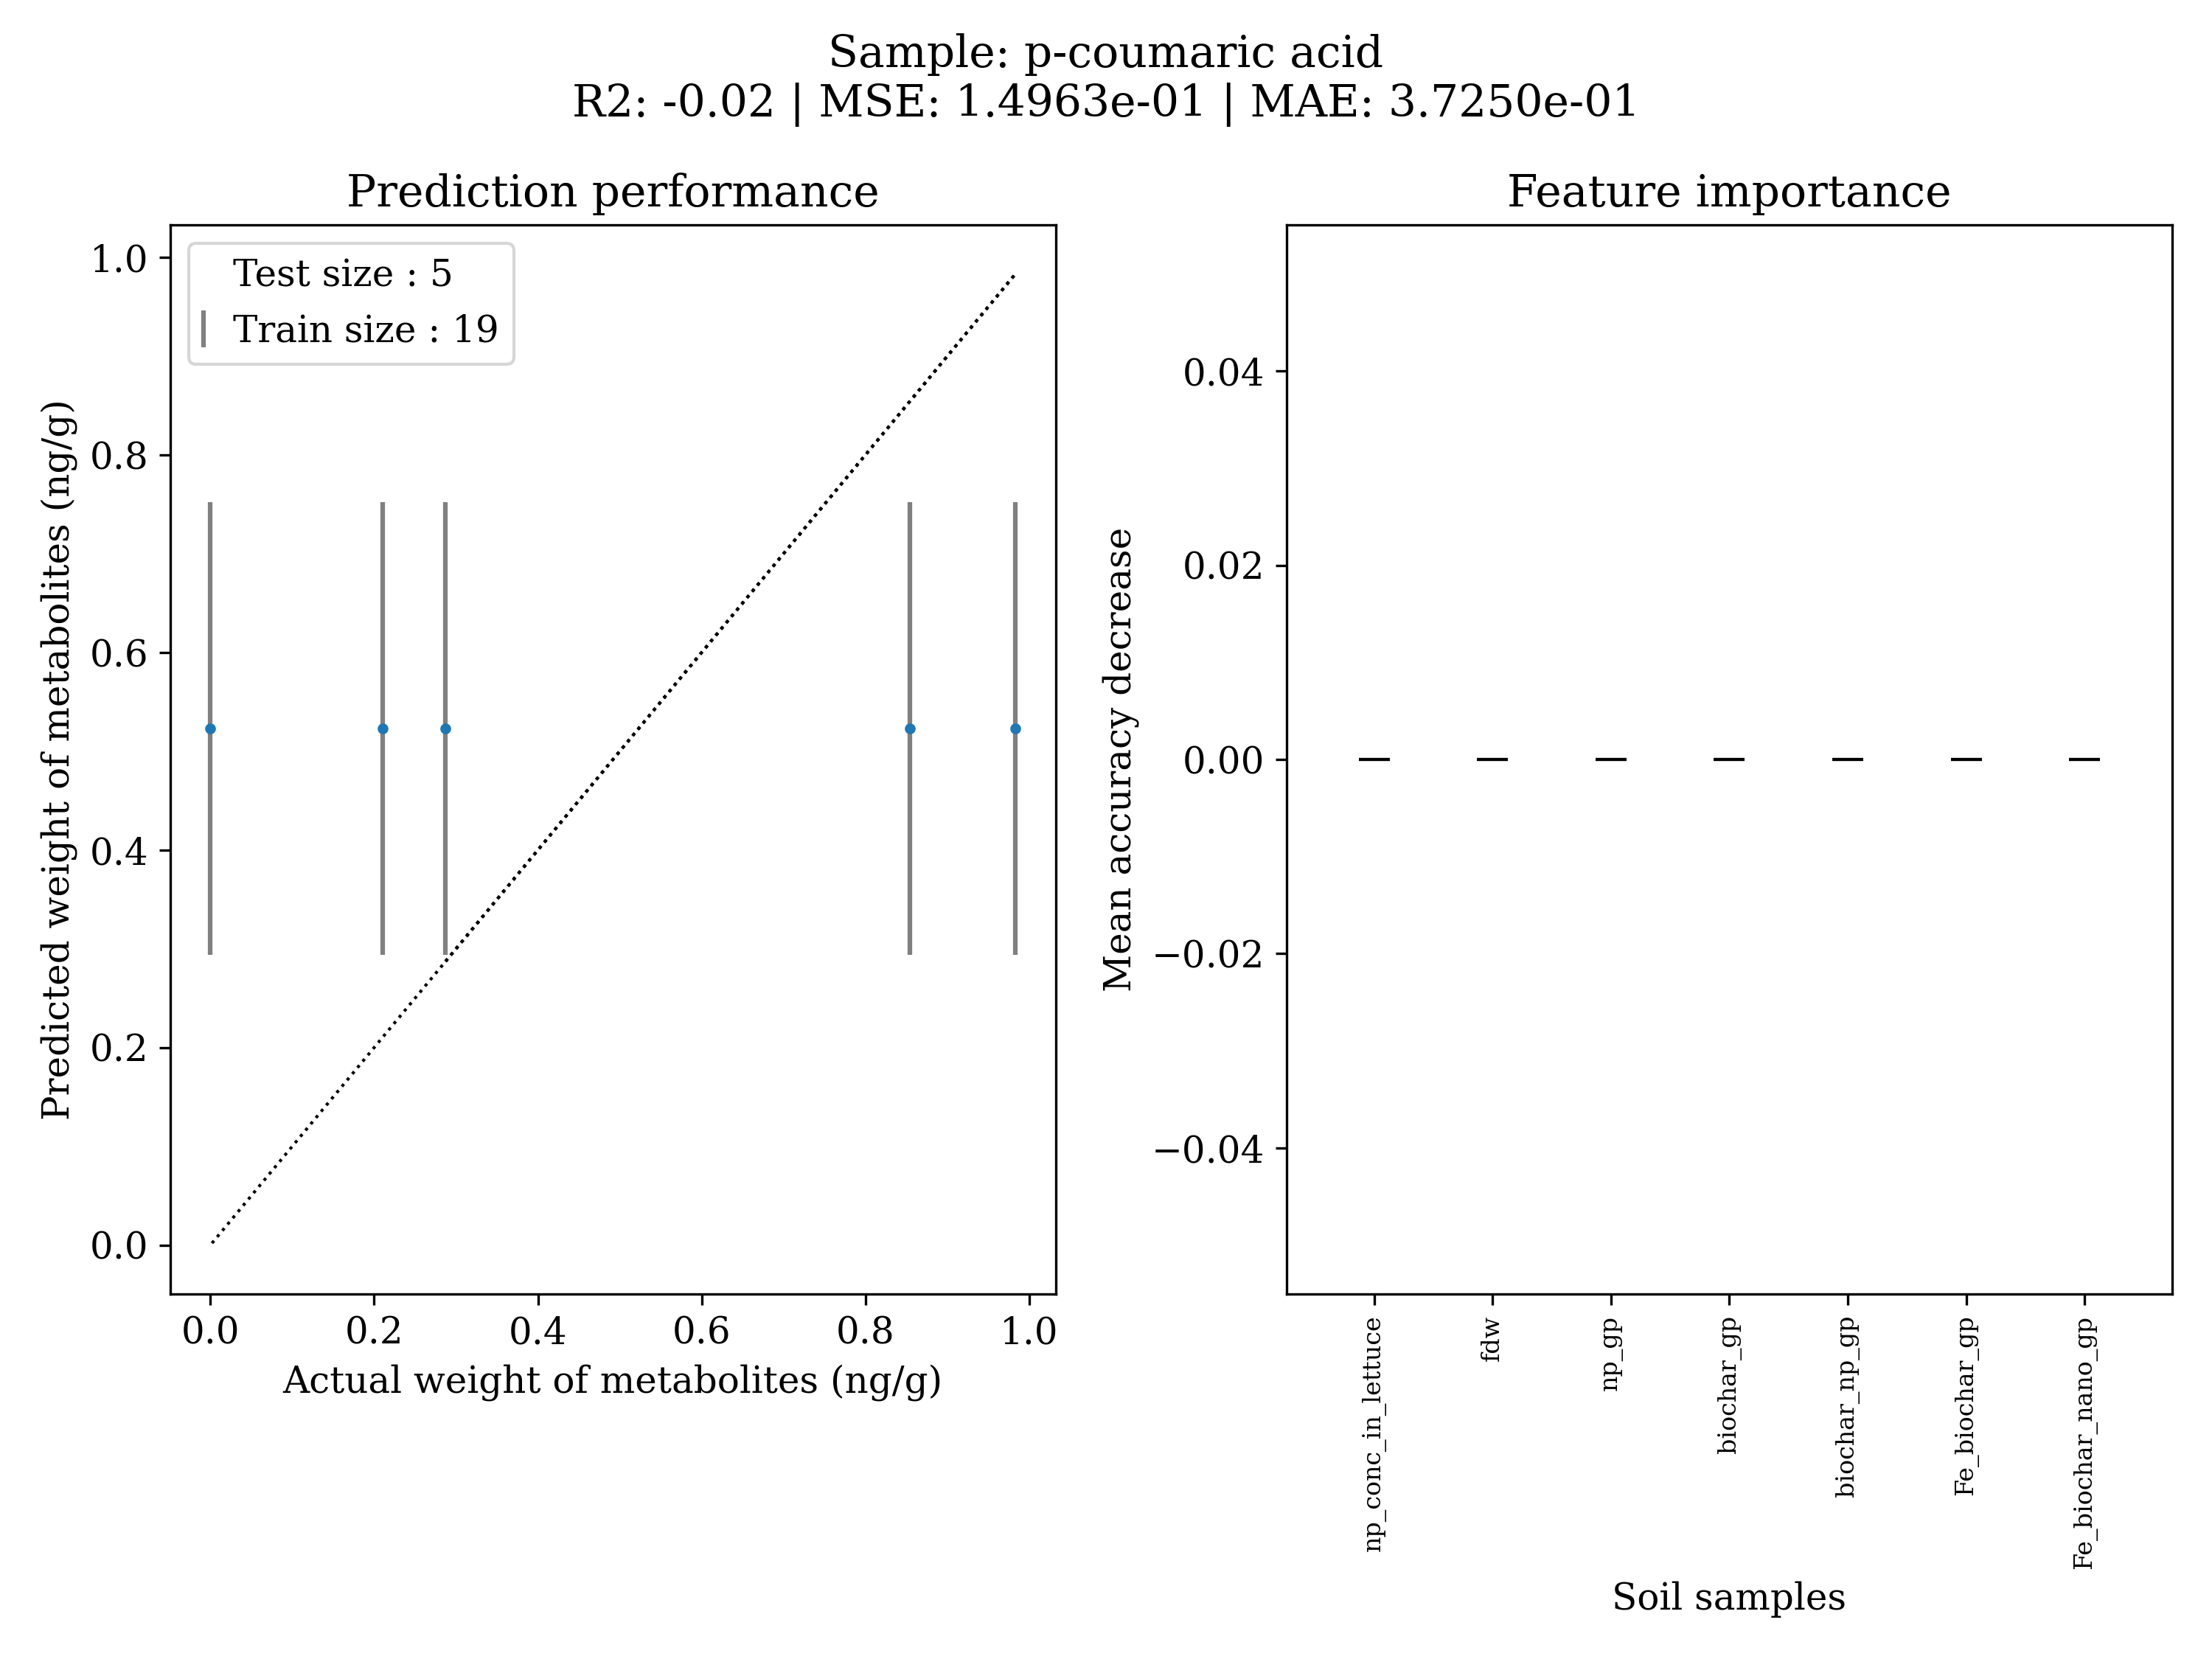 Sample: p-coumaric acid
R2: -0.02 | MSE: 1.4963e-01 | MAE: 3.7250e-01
Prediction performance
Test size : 5
Train size : 19
1.0
0.8
0.6
0.4
0.2
0.0
Predicted weight of metabolites (ng/g)
0.0 0.2 0.4 0.6 0.8 1.0
Actual weight of metabolites (ng/g)
Feature importance
0.04
0.02
0.00
−0.02
−0.04
Mean accuracy decrease
np_conc_in_lettuce
fdw
np_gp
biochar_gp
biochar_np_gp
Fe_biochar_gp
Fe_biochar_nano_gp
Soil samples